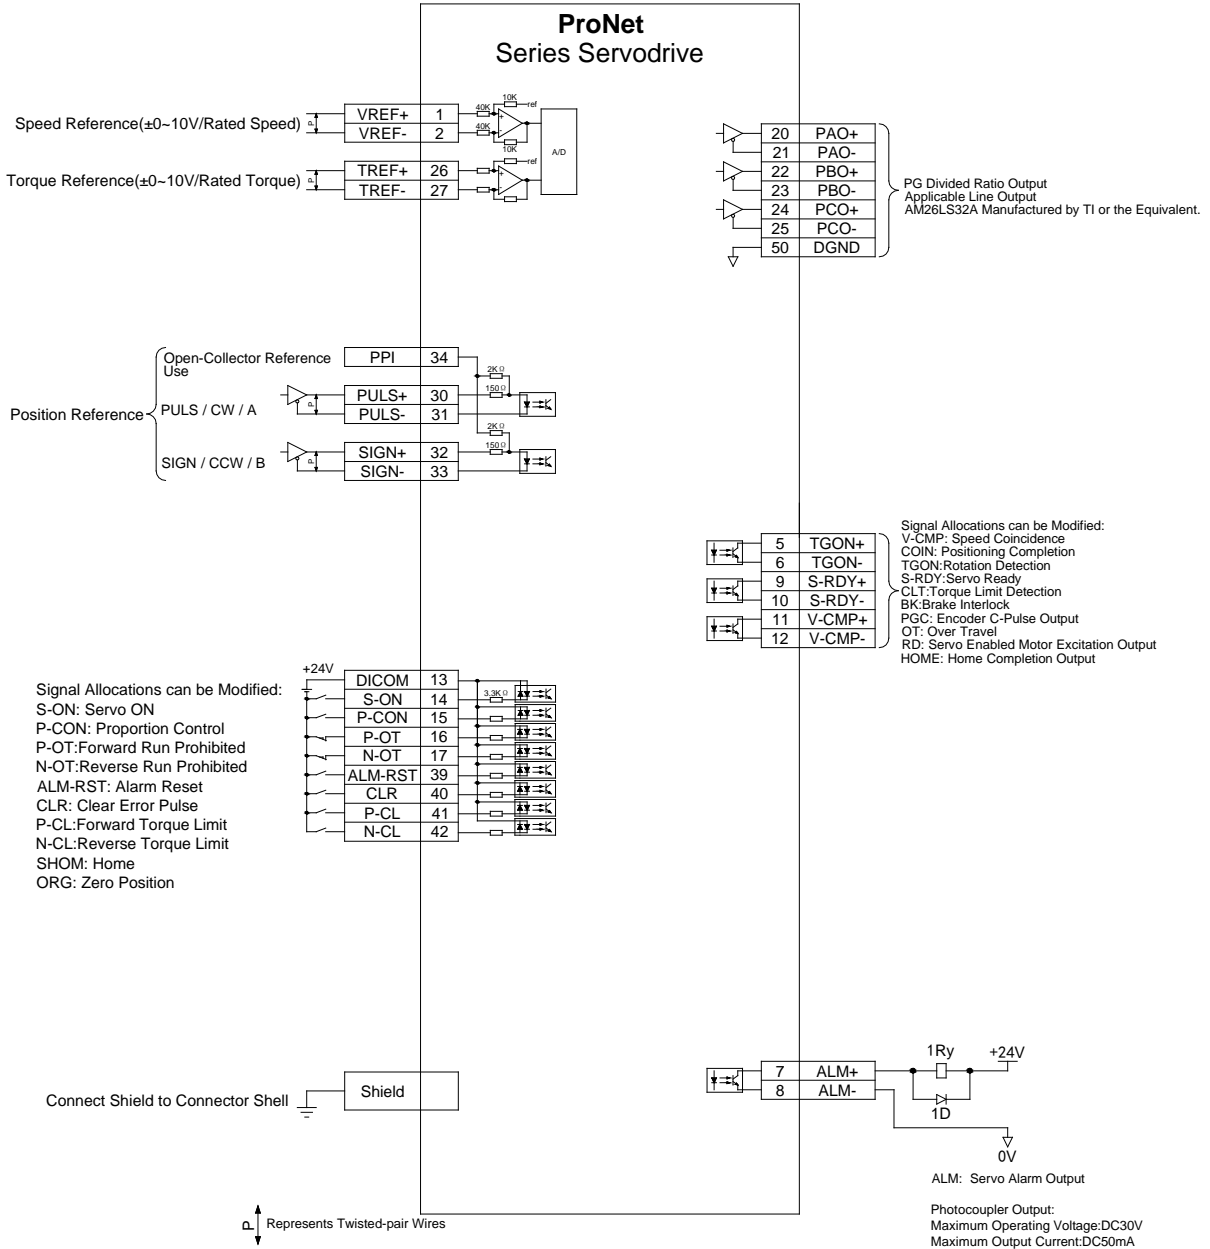 ProNet
Series Servodrive
Speed Reference(±0~10V/Rated Speed)
P
VREF+ 1
VREF- 2
40K
40K
10K
ref
10K
A/D
Torque Reference(±0~10V/Rated Torque)
P
TREF+ 26
TREF- 27
ref
20 PAO+
21 PAO-
22 PBO+
23 PBO-
24 PCO+
25 PCO-
50 DGND
PG Divided Ratio Output
Applicable Line Output
AM26LS32A Manufactured by TI or the Equivalent.
Position Reference
Open-Collector Reference
Use
PPI 34
2KΩ
150Ω
PULS / CW / A
P
PULS+ 30
PULS- 31
2KΩ
150Ω
SIGN / CCW / B
P
SIGN+ 32
SIGN- 33
5 TGON+
6 TGON-
9 S-RDY+
10 S-RDY-
11 V-CMP+
12 V-CMP-
Signal Allocations can be Modified:
V-CMP: Speed Coincidence
COIN: Positioning Completion
TGON:Rotation Detection
S-RDY:Servo Ready
CLT:Torque Limit Detection
BK:Brake Interlock
PGC: Encoder C-Pulse Output
OT: Over Travel
RD: Servo Enabled Motor Excitation Output
HOME: Home Completion Output
Signal Allocations can be Modified:
S-ON: Servo ON
P-CON: Proportion Control
P-OT:Forward Run Prohibited
N-OT:Reverse Run Prohibited
ALM-RST: Alarm Reset
CLR: Clear Error Pulse
P-CL:Forward Torque Limit
N-CL:Reverse Torque Limit
SHOM: Home
ORG: Zero Position
+24V
DICOM 13
S-ON 14
P-CON 15
P-OT 16
N-OT 17
ALM-RST 39
CLR 40
P-CL 41
N-CL 42
3.3KΩ
Connect Shield to Connector Shell
Shield
7 ALM+
8 ALM-
1Ry
+24V
1D
0V
ALM: Servo Alarm Output
Photocoupler Output:
Maximum Operating Voltage:DC30V
Maximum Output Current:DC50mA
P Represents Twisted-pair Wires